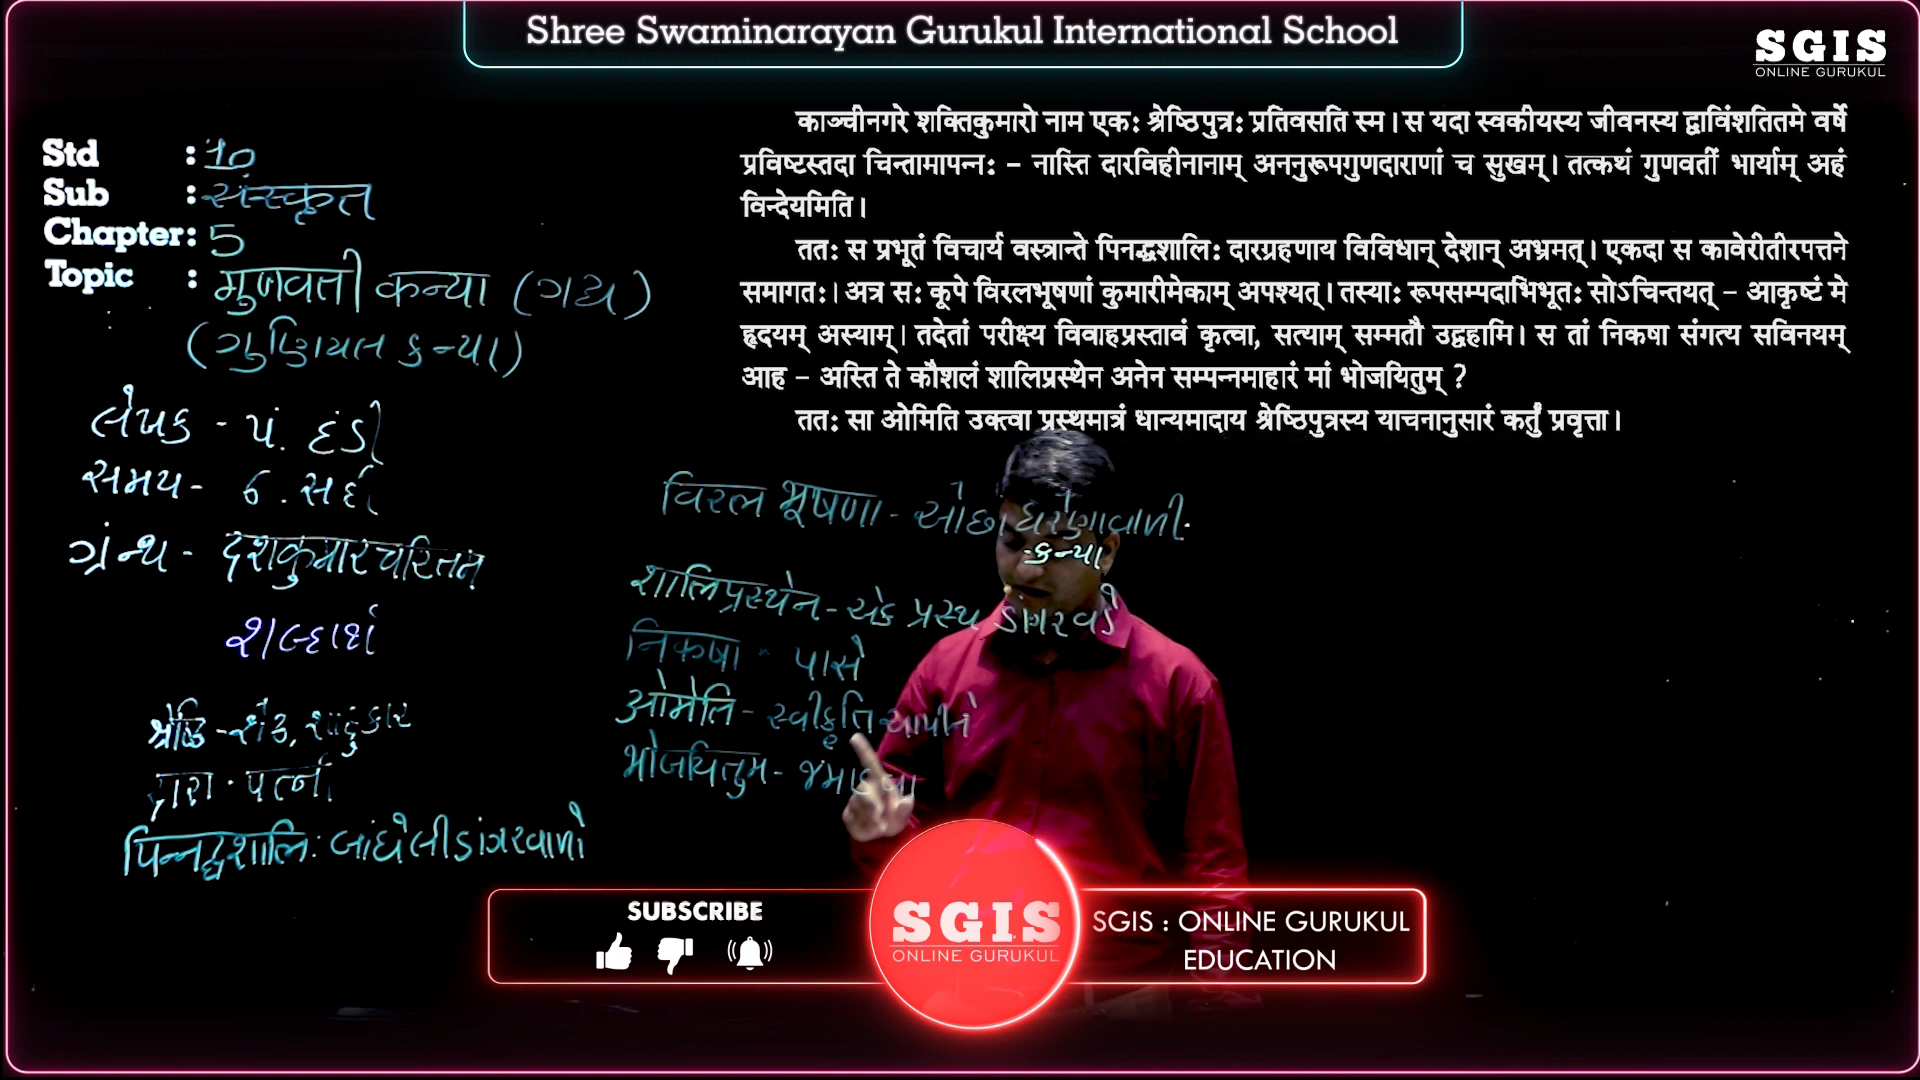 Shree Swaminarayan Gurukul International School
SGIS
ONLINE GURUKUL
Std : 10
Sub : संस्कृत
Chapter : 5
Topic : गुणवती कन्या (ગદ્ય)
(ગુણિયલ કન્યા)
લેખક - પં. દંડી
સમય - ૬. સદી
ગ્રંન્થ - दशकुमारचरितम्
શબ્દાર્થ
श्रेष्ठि - શેઠ, શાહુકાર
द्वारा - પત્ની
पिन्नद्धशालि: બાંધેલી ડાંગરવાળો
काञ्चीनगरे शक्तिकुमारो नाम एकः श्रेष्ठिपुत्रः प्रतिवसति स्म । स यदा स्वकीयस्य जीवनस्य द्वाविंशतितमे वर्षे
प्रविष्टस्तदा चिन्तामापन्नः – नास्ति दारविहीनानाम् अननुरूपगुणदाराणां च सुखम् । तत्कथं गुणवतीं भार्याम् अहं
विन्देयमिति ।
ततः स प्रभूतं विचार्य वस्त्रान्ते पिनद्धशालिः दारग्रहणाय विविधान् देशान् अभ्रमत् । एकदा स कावेरीतीरपत्तने
समागतः । अत्र सः कूपे विरलभूषणां कुमारीमेकाम् अपश्यत् । तस्याः रूपसम्पदाभिभूतः सोऽचिन्तयत् – आकृष्टं मे
हृदयम् अस्याम् । तदेतां परीक्ष्य विवाहप्रस्तावं कृत्वा, सत्याम् सम्मतौ उद्वहामि । स तां निकषा संगत्य सविनयम्
आह – अस्ति ते कौशलं शालिप्रस्थेन अनेन सम्पन्नमाहारं मां भोजयितुम् ?
ततः सा ओमिति उक्त्वा प्रस्थमात्रं धान्यमादाय श्रेष्ठिपुत्रस्य याचनानुसारं कर्तुं प्रवृत्ता ।
विरल भूषणा - ઓછા ઘરેણાવાળી.
કન્યા
शालिप्रस्थेन - એક પ્રસ્થ ડાંગર વડે
निकषा - પાસે
ओमेति - સ્વીકૃતિ આપીને
भोजयितुम - જમાડવા
SUBSCRIBE
SGIS
ONLINE GURUKUL
SGIS : ONLINE GURUKUL
EDUCATION